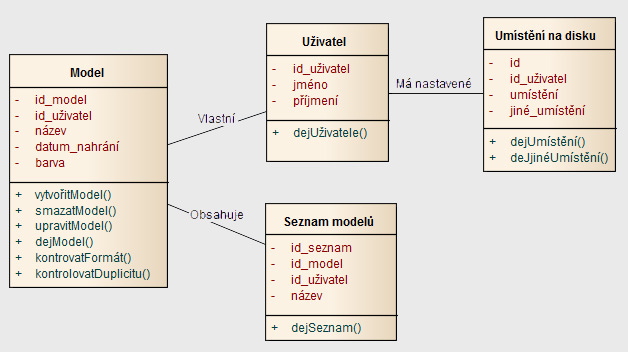 Model
- id_model
- id_uživatel
- název
- datum_nahrání
- barva
+ vytvořitModel()
+ smazatModel()
+ upravitModel()
+ dejModel()
+ kontrovatFormát()
+ kontrolovatDuplicitu()
Vlastní
Obsahuje
Uživatel
- id_uživatel
- jméno
- příjmení
+ dejUživatele()
Má nastavené
Umístění na disku
- id
- id_uživatel
- umístění
- jiné_umístění
+ dejUmístění()
+ deJjinéUmístění()
Seznam modelů
- id_seznam
- id_model
- id_uživatel
- název
+ dejSeznam()